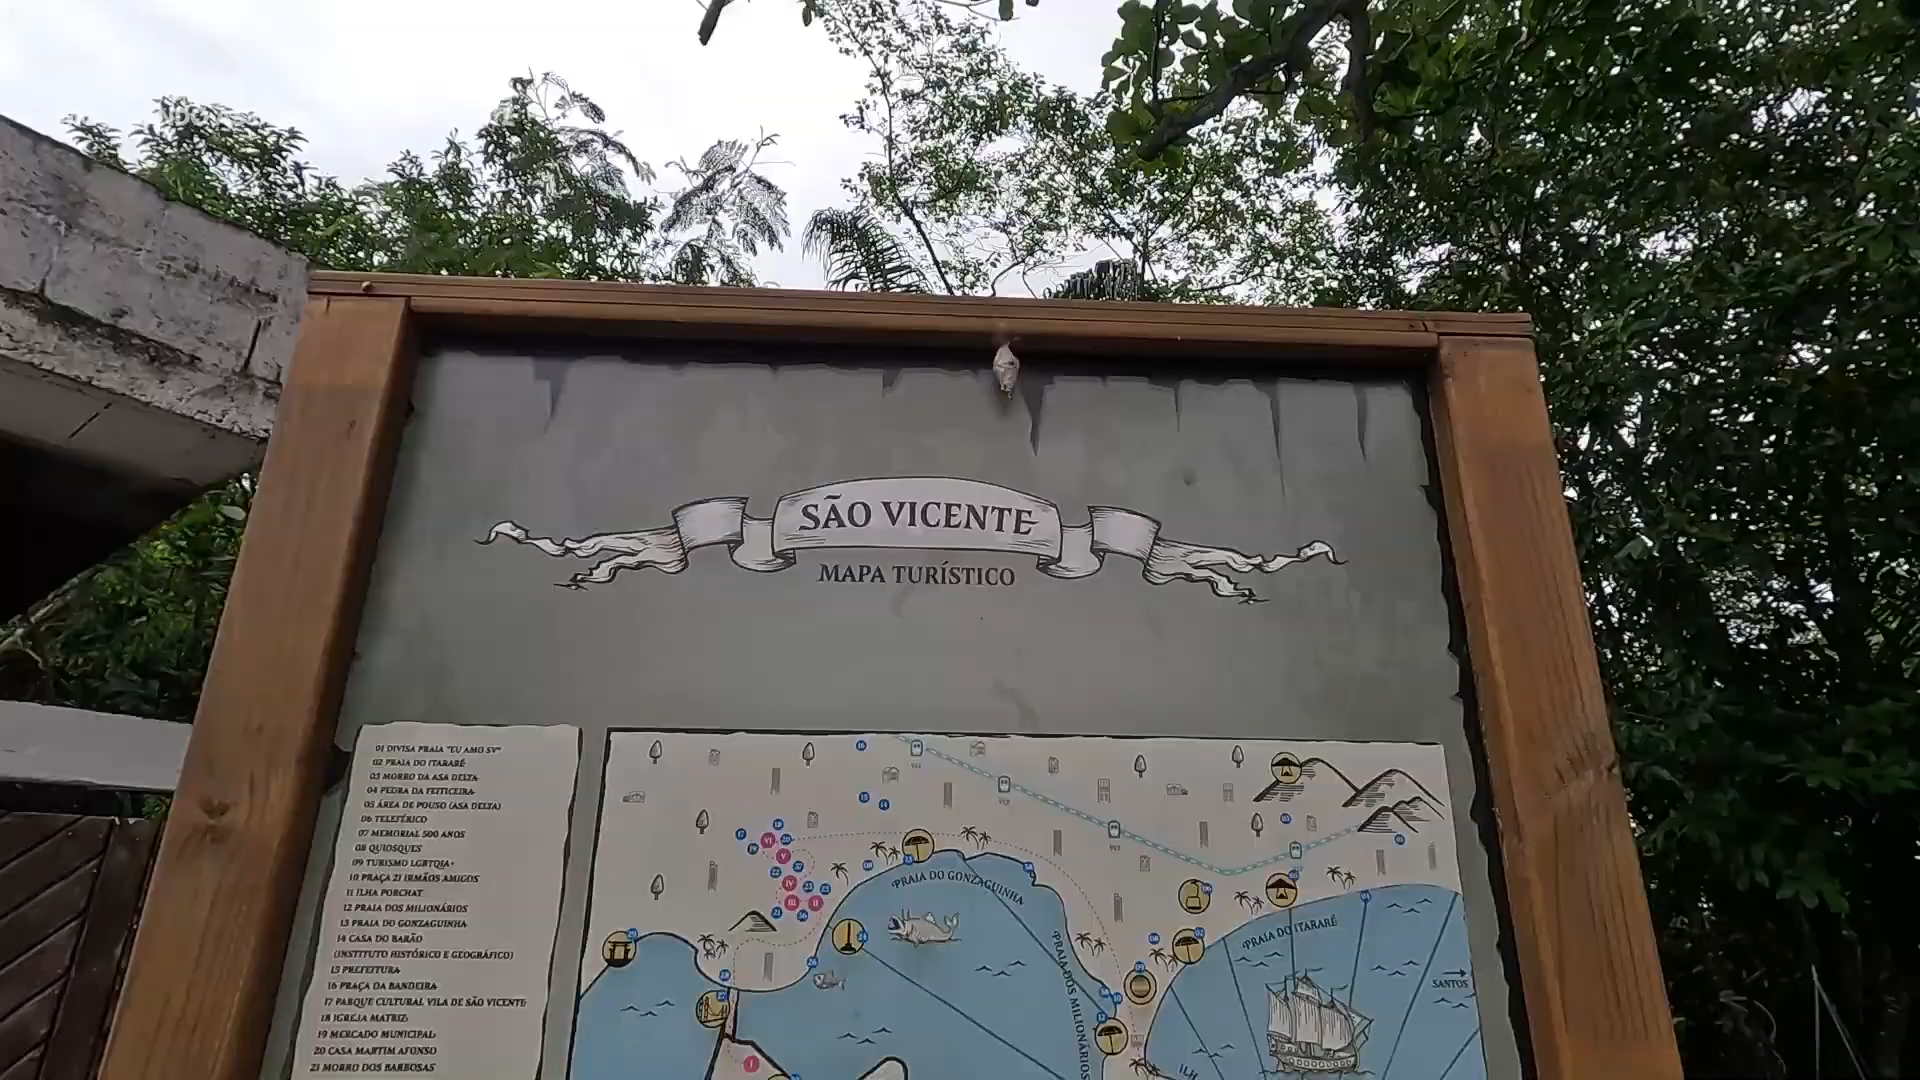 SÃO VICENTE
MAPA TURÍSTICO
01 DIVISA PRAIA "EU AMO SV"
02 PRAIA DO ITARARÉ
03 MORRO DA ASA DELTA
04 PEDRA DA FEITICEIRA
05 ÁREA DE POUSO (ASA DELTA)
06 TELEFÉRICO
07 MEMORIAL 500 ANOS
08 QUIOSQUES
09 TURISMO LGBTQIA+
10 PRAÇA 21 IRMÃOS AMIGOS
11 ILHA PORCHAT
12 PRAIA DOS MILIONÁRIOS
13 PRAIA DO GONZAGUINHA
14 CASA DO BARÃO
(INSTITUTO HISTÓRICO E GEOGRÁFICO)
15 PREFEITURA
16 PRAÇA DA BANDEIRA
17 PARQUE CULTURAL VILA DE SÃO VICENTE
18 IGREJA MATRIZ
19 MERCADO MUNICIPAL
20 CASA MARTIM AFONSO
21 MORRO DOS BARBOSAS
PRAIA DO GONZAGUINHA
PRAIA DOS MILIONÁRIOS
PRAIA DO ITARARÉ
SANTOS